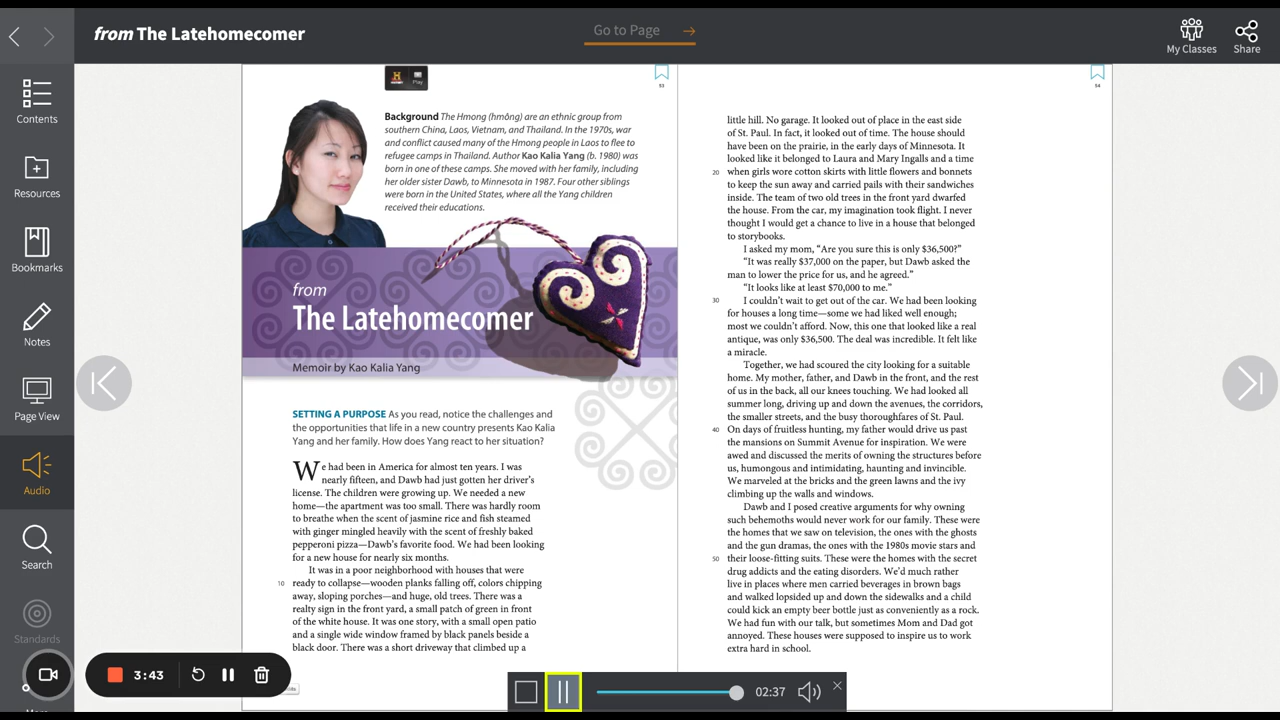 from The Latehomecomer
Go to Page
My Classes
Share
Contents
Resources
Bookmarks
Notes
Page View
Audio
Search
Standards
3:43
H
Play
53
Background The Hmong (hmông) are an ethnic group from
southern China, Laos, Vietnam, and Thailand. In the 1970s, war
and conflict caused many of the Hmong people in Laos to flee to
refugee camps in Thailand. Author Kao Kalia Yang (b. 1980) was
born in one of these camps. She moved with her family, including
her older sister Dawb, to Minnesota in 1987. Four other siblings
were born in the United States, where all the Yang children
received their educations.
from
The Latehomecomer
Memoir by Kao Kalia Yang
SETTING A PURPOSE As you read, notice the challenges and
the opportunities that life in a new country presents Kao Kalia
Yang and her family. How does Yang react to her situation?
We had been in America for almost ten years. I was
nearly fifteen, and Dawb had just gotten her driver's
license. The children were growing up. We needed a new
home—the apartment was too small. There was hardly room
to breathe when the scent of jasmine rice and fish steamed
with ginger mingled heavily with the scent of freshly baked
pepperoni pizza—Dawb's favorite food. We had been looking
for a new house for nearly six months.
It was in a poor neighborhood with houses that were
10 ready to collapse—wooden planks falling off, colors chipping
away, sloping porches—and huge, old trees. There was a
realty sign in the front yard, a small patch of green in front
of the white house. It was one story, with a small open patio
and a single wide window framed by black panels beside a
black door. There was a short driveway that climbed up a
54
little hill. No garage. It looked out of place in the east side
of St. Paul. In fact, it looked out of time. The house should
have been on the prairie, in the early days of Minnesota. It
looked like it belonged to Laura and Mary Ingalls and a time
20 when girls wore cotton skirts with little flowers and bonnets
to keep the sun away and carried pails with their sandwiches
inside. The team of two old trees in the front yard dwarfed
the house. From the car, my imagination took flight. I never
thought I would get a chance to live in a house that belonged
to storybooks.
I asked my mom, “Are you sure this is only $36,500?”
“It was really $37,000 on the paper, but Dawb asked the
man to lower the price for us, and he agreed.”
“It looks like at least $70,000 to me.”
30 I couldn't wait to get out of the car. We had been looking
for houses a long time—some we had liked well enough;
most we couldn't afford. Now, this one that looked like a real
antique, was only $36,500. The deal was incredible. It felt like
a miracle.
Together, we had scoured the city looking for a suitable
home. My mother, father, and Dawb in the front, and the rest
of us in the back, all our knees touching. We had looked all
summer long, driving up and down the avenues, the corridors,
the smaller streets, and the busy thoroughfares of St. Paul.
40 On days of fruitless hunting, my father would drive us past
the mansions on Summit Avenue for inspiration. We were
awed and discussed the merits of owning the structures before
us, humongous and intimidating, haunting and invincible.
We marveled at the bricks and the green lawns and the ivy
climbing up the walls and windows.
Dawb and I posed creative arguments for why owning
such behemoths would never work for our family. These were
the homes that we saw on television, the ones with the ghosts
and the gun dramas, the ones with the 1980s movie stars and
50 their loose-fitting suits. These were the homes with the secret
drug addicts and the eating disorders. We'd much rather
live in places where men carried beverages in brown bags
and walked lopsided up and down the sidewalks and a child
could kick an empty beer bottle just as conveniently as a rock.
We had fun with our talk, but sometimes Mom and Dad got
annoyed. These houses were supposed to inspire us to work
extra hard in school.
02:37